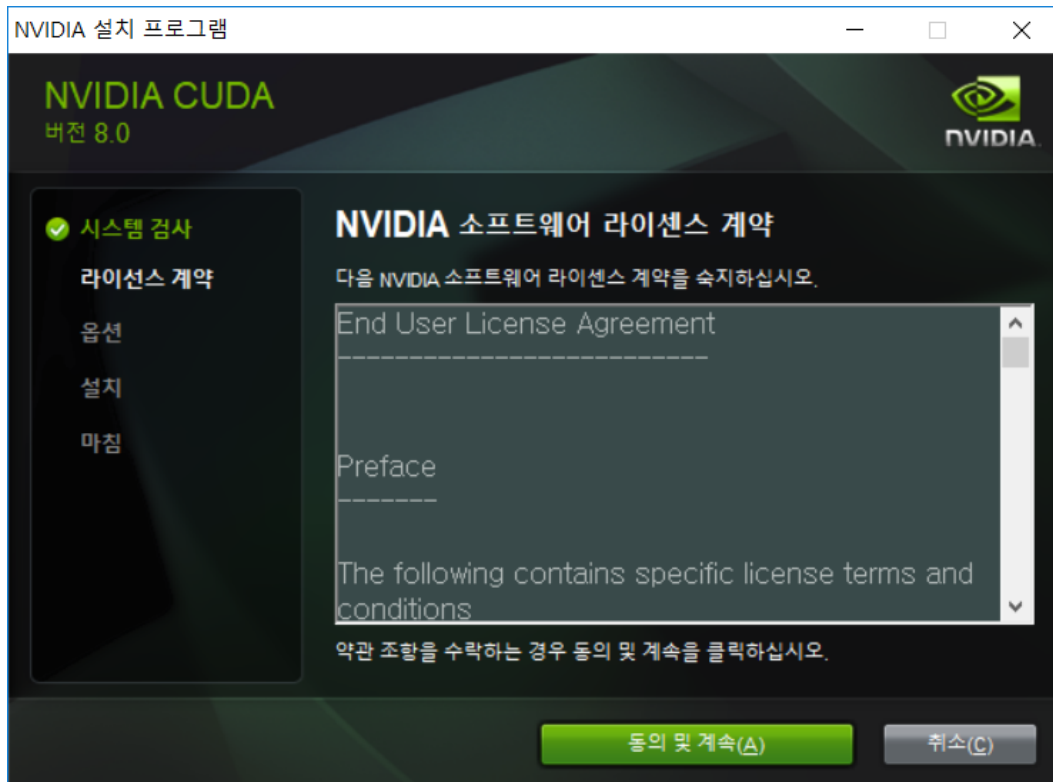 NVIDIA 설치 프로그램
NVIDIA CUDA
버전 8.0
NVIDIA.
시스템 검사
라이선스 계약
옵션
설치
마침
NVIDIA 소프트웨어 라이센스 계약
다음 NVIDIA 소프트웨어 라이센스 계약을 숙지하십시오.
End User License Agreement
--------------------------
Preface
-------
The following contains specific license terms and
conditions
약관 조항을 수락하는 경우 동의 및 계속을 클릭하십시오.
동의 및 계속(A)
취소(C)